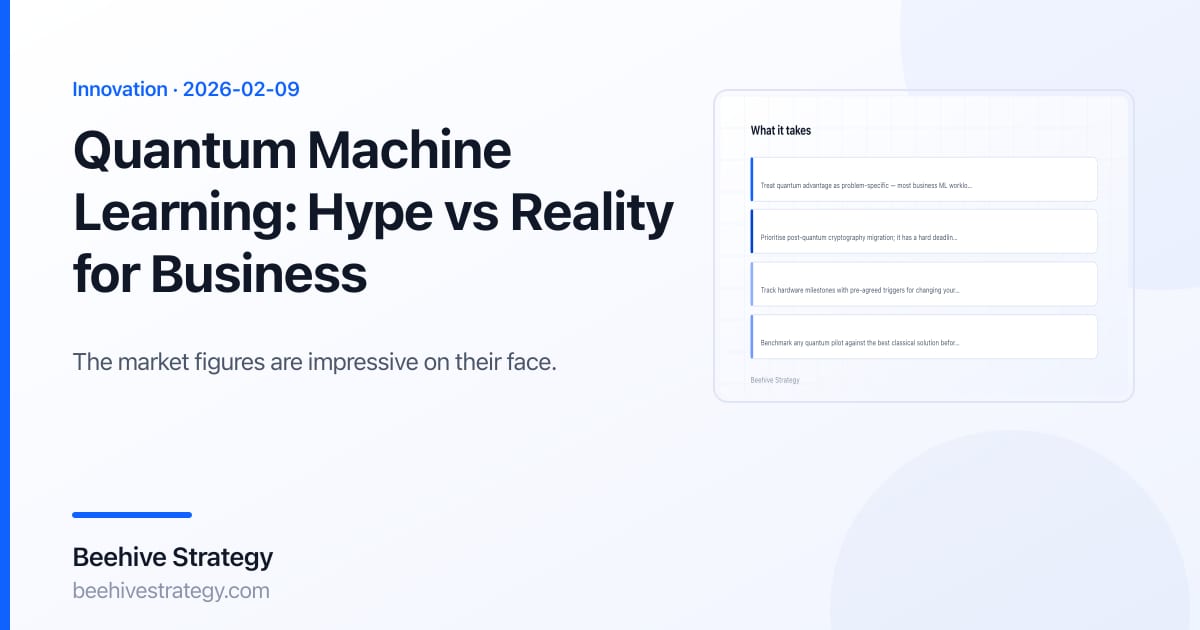 Innovation · 2026-02-09
Quantum Machine
Learning: Hype vs Reality
for Business
The market figures are impressive on their face.
Beehive Strategy
beehivestrategy.com
What it takes
Treat quantum advantage as problem-specific — most business ML worklo...
Prioritise post-quantum cryptography migration; it has a hard deadlin...
Track hardware milestones with pre-agreed triggers for changing your...
Benchmark any quantum pilot against the best classical solution befor...
Beehive Strategy